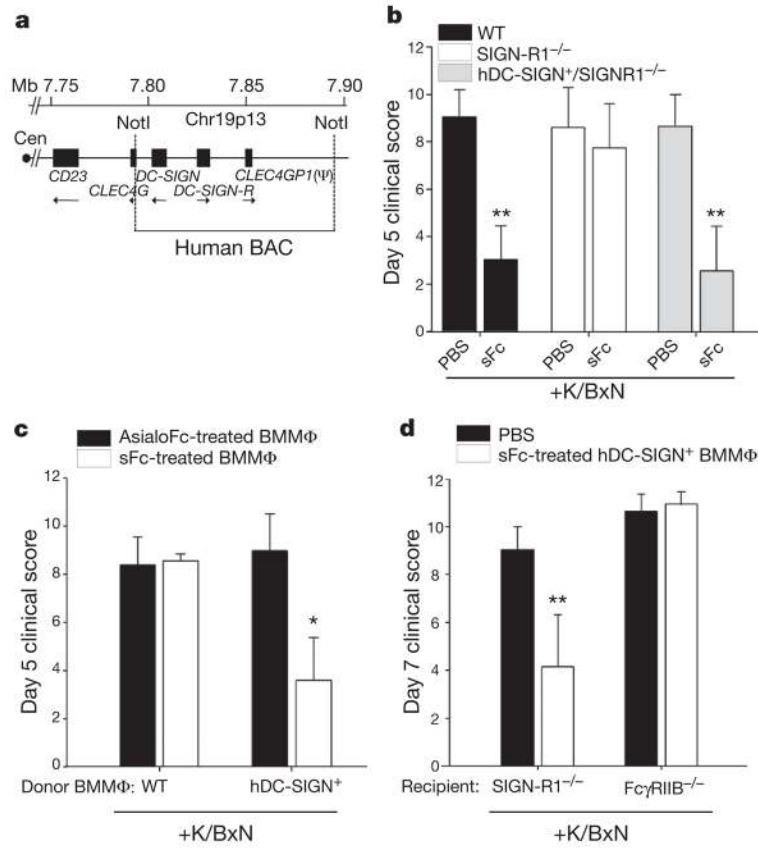 a
Mb 7.75 7.80 7.85 7.90
NotI Chr19p13 NotI
Cen
CD23 DC-SIGN CLEC4GP1(Ψ)
CLEC4G DC-SIGN-R
Human BAC
b
WT
SIGN-R1–/–
hDC-SIGN+/SIGNR1–/–
Day 5 clinical score
12
10
8
6
4
2
0
** **
PBS sFc PBS sFc PBS sFc
+K/BxN
c
AsialoFc-treated BMMΦ
sFc-treated BMMΦ
Day 5 clinical score
12
10
8
6
4
2
0
*
Donor BMMΦ: WT hDC-SIGN+
+K/BxN
d
PBS
sFc-treated hDC-SIGN+ BMMΦ
Day 7 clinical score
12
10
8
6
4
2
0
**
Recipient: SIGN-R1–/– FcγRIIB–/–
+K/BxN